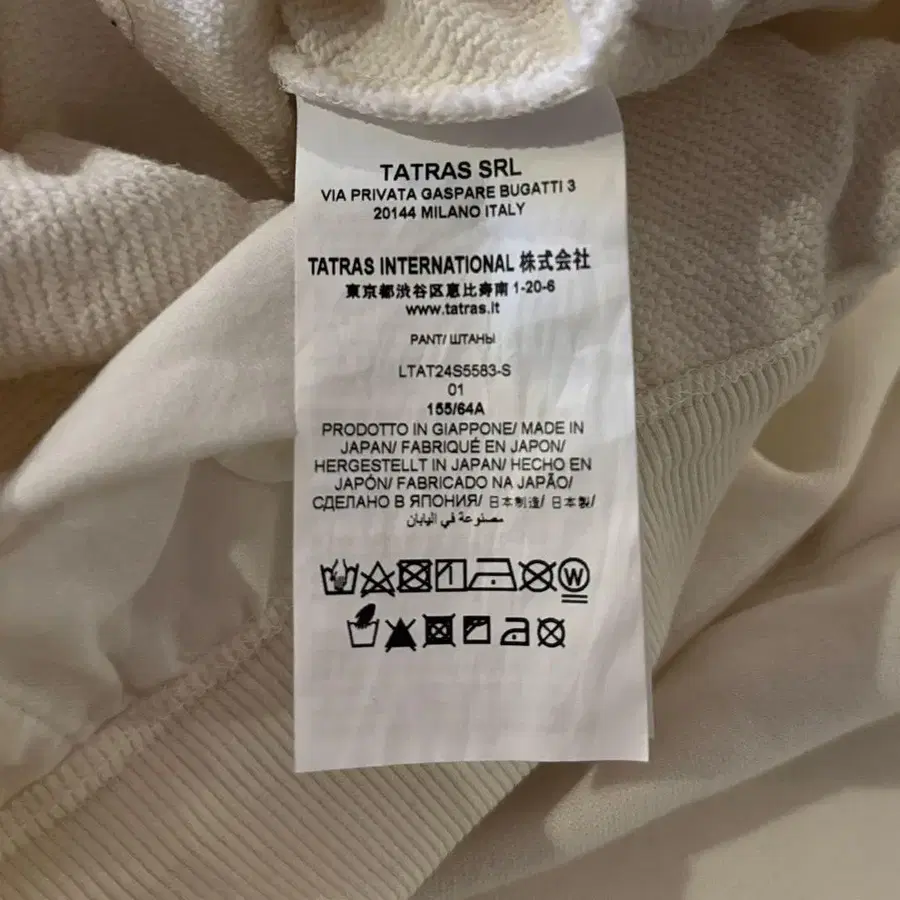 TATRAS SRL
VIA PRIVATA GASPARE BUGATTI 3
20144 MILANO ITALY
TATRAS INTERNATIONAL 株式会社
東京都渋谷区恵比寿南 1-20-6
www.tatras.it
PANT/ ШТАНЫ
LTAT24S5583-S
01
155/64A
PRODOTTO IN GIAPPONE/ MADE IN
JAPAN/ FABRIQUÉ EN JAPON/
HERGESTELLT IN JAPAN/ HECHO EN
JAPÓN/ FABRICADO NA JAPÃO/
СДЕЛАНО В ЯПОНИЯ/ 日本制造/ 日本製/
مصنوعة في اليابان
W